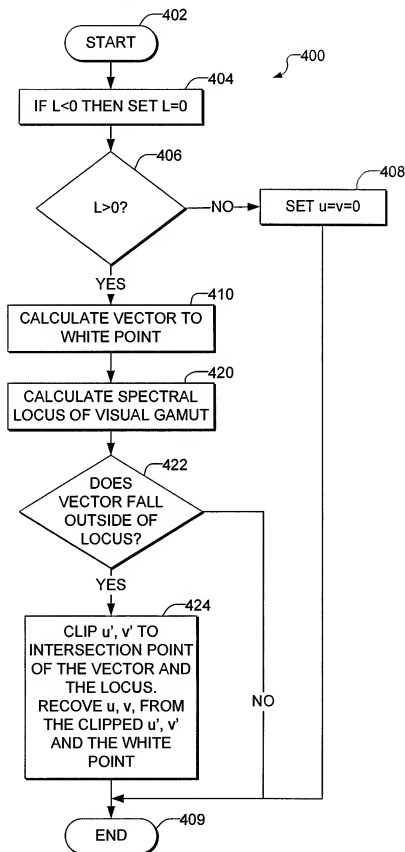 402
START
400
404
IF L<0 THEN SET L=0
406
L>0?
NO
408
SET u=v=0
YES
410
CALCULATE VECTOR TO
WHITE POINT
420
CALCULATE SPECTRAL
LOCUS OF VISUAL GAMUT
422
DOES
VECTOR FALL
OUTSIDE OF
LOCUS?
YES
424
CLIP u', v' TO
INTERSECTION POINT
OF THE VECTOR AND
THE LOCUS.
RECOVE u, v, FROM
THE CLIPPED u', v'
AND THE WHITE
POINT
NO
409
END